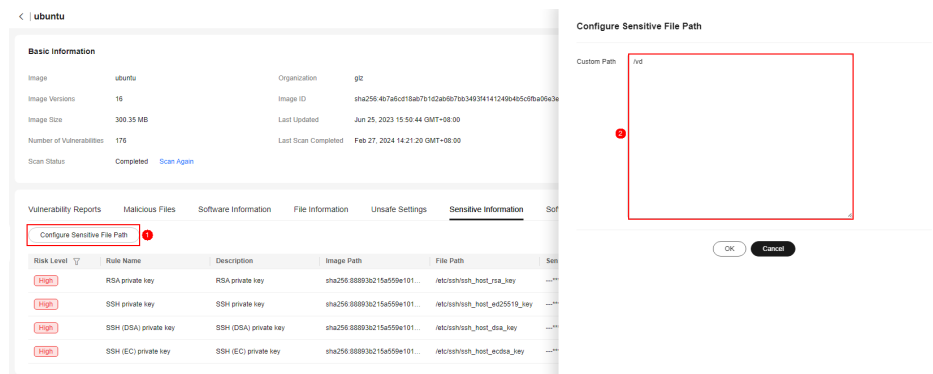 < | ubuntu
Basic Information
Image ubuntu Organization glz
Image Versions 16 Image ID
Image Size 300.35 MB Last Updated Jun 25, 2023 15:50:44 GMT+08:00
Number of Vulnerabilities 176 Last Scan Completed Feb 27, 2024 14:21:20 GMT+08:00
Scan Status Completed Scan Again
Vulnerability Reports Malicious Files Software Information File Information Unsafe Settings Sensitive Information
Configure Sensitive File Path 1
Risk Level Rule Name Description Image Path File Path
High RSA private key RSA private key sha256:88893b215a559e101... /etc/ssh/ssh_host_rsa_key
High SSH private key SSH private key sha256:88893b215a559e101... /etc/ssh/ssh_host_ed25519_key
High SSH (DSA) private key SSH (DSA) private key sha256:88893b215a559e101... /etc/ssh/ssh_host_dsa_key
High SSH (EC) private key SSH (EC) private key sha256:88893b215a559e101... /etc/ssh/ssh_host_ecdsa_key
Configure Sensitive File Path
Custom Path /vd
2
OK Cancel